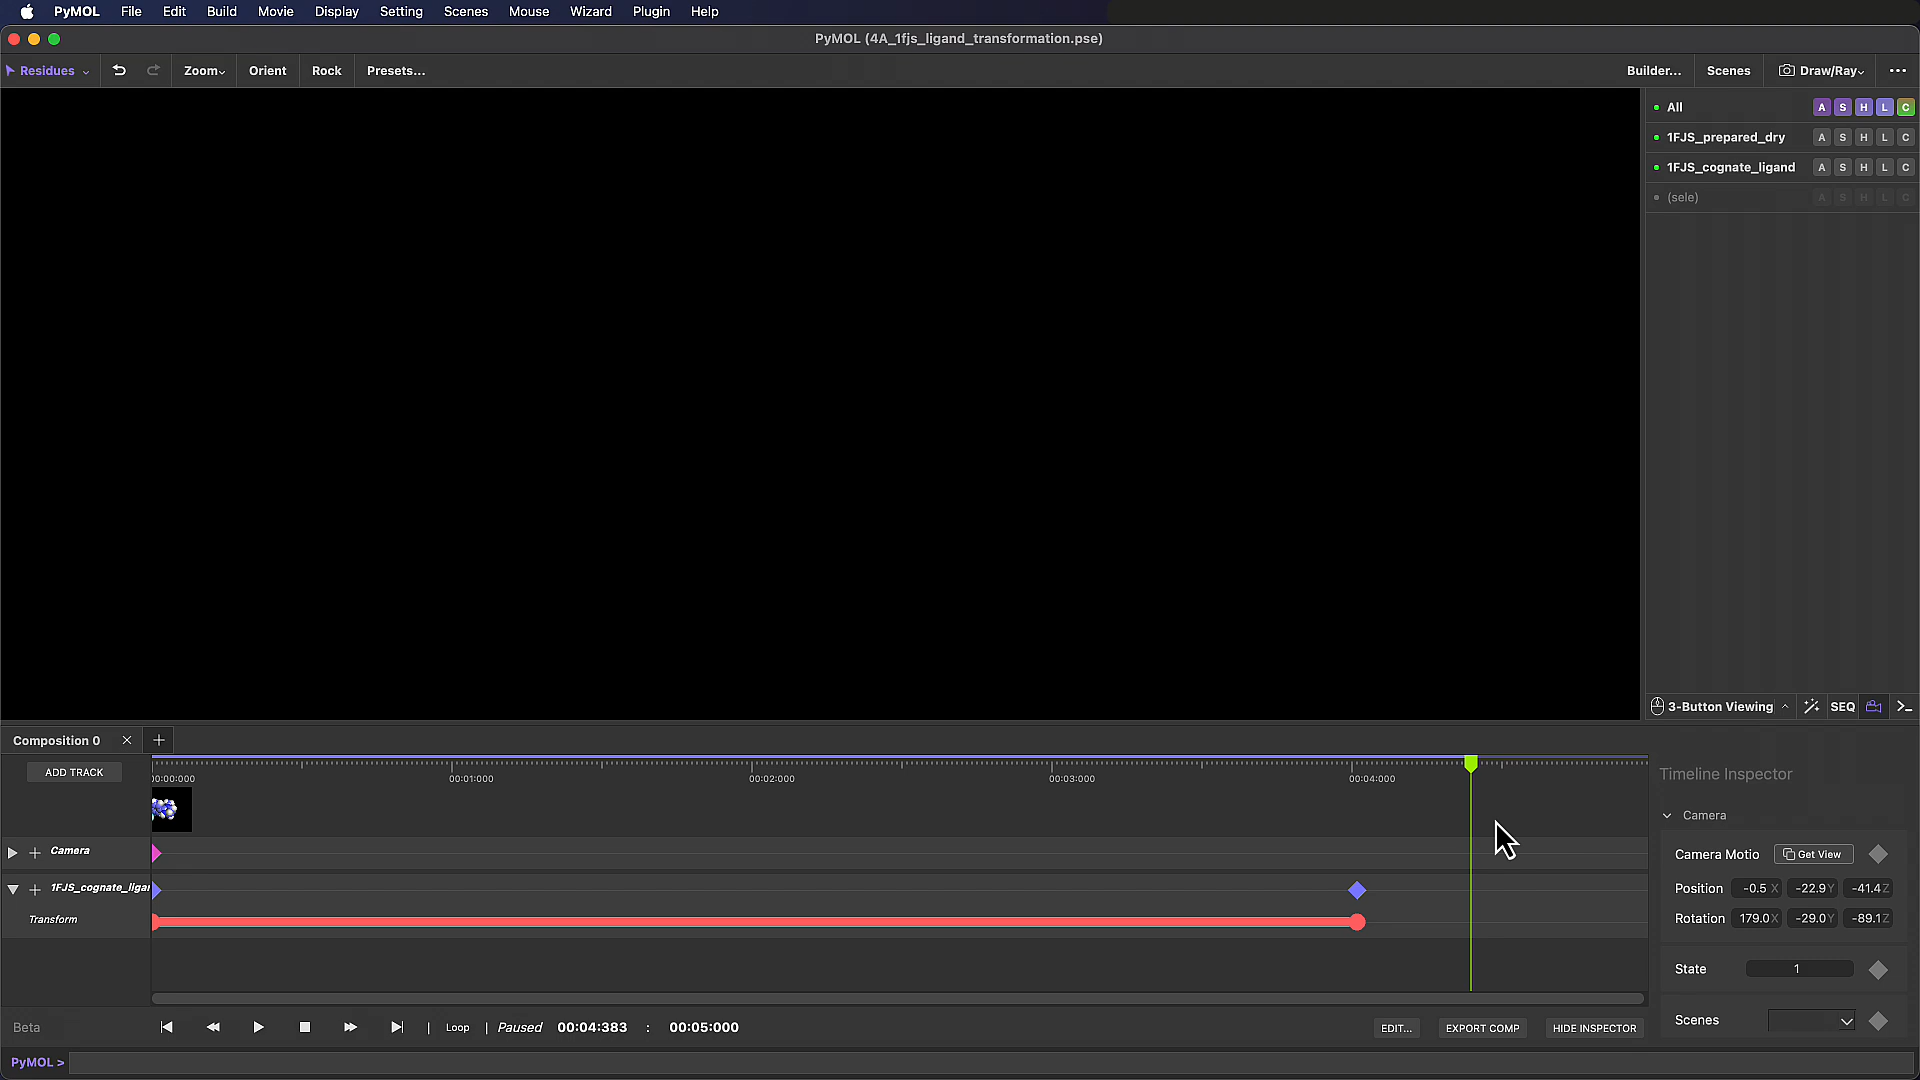 PyMOL File Edit Build Movie Display Setting Scenes Mouse Wizard Plugin Help
PyMOL (4A_1fjs_ligand_transformation.pse)
Residues Zoom Orient Rock Presets... Builder... Scenes Draw/Ray
All A S H L C
1FJS_prepared_dry A S H L C
1FJS_cognate_ligand A S H L C
(sele) A S H L C
3-Button Viewing SEQ
Composition 0
ADD TRACK
00:00:000 00:01:000 00:02:000 00:03:000 00:04:000
Timeline Inspector
Camera
Camera
Camera Motio Get View
1FJS_cognate_ligan
Position -0.5 X -22.9 Y -41.4 Z
Transform
Rotation 179.0 X -29.0 Y -89.1 Z
State 1
Scenes
Beta | Loop | Paused 00:04:383 : 00:05:000 EDIT... EXPORT COMP HIDE INSPECTOR
PyMOL >